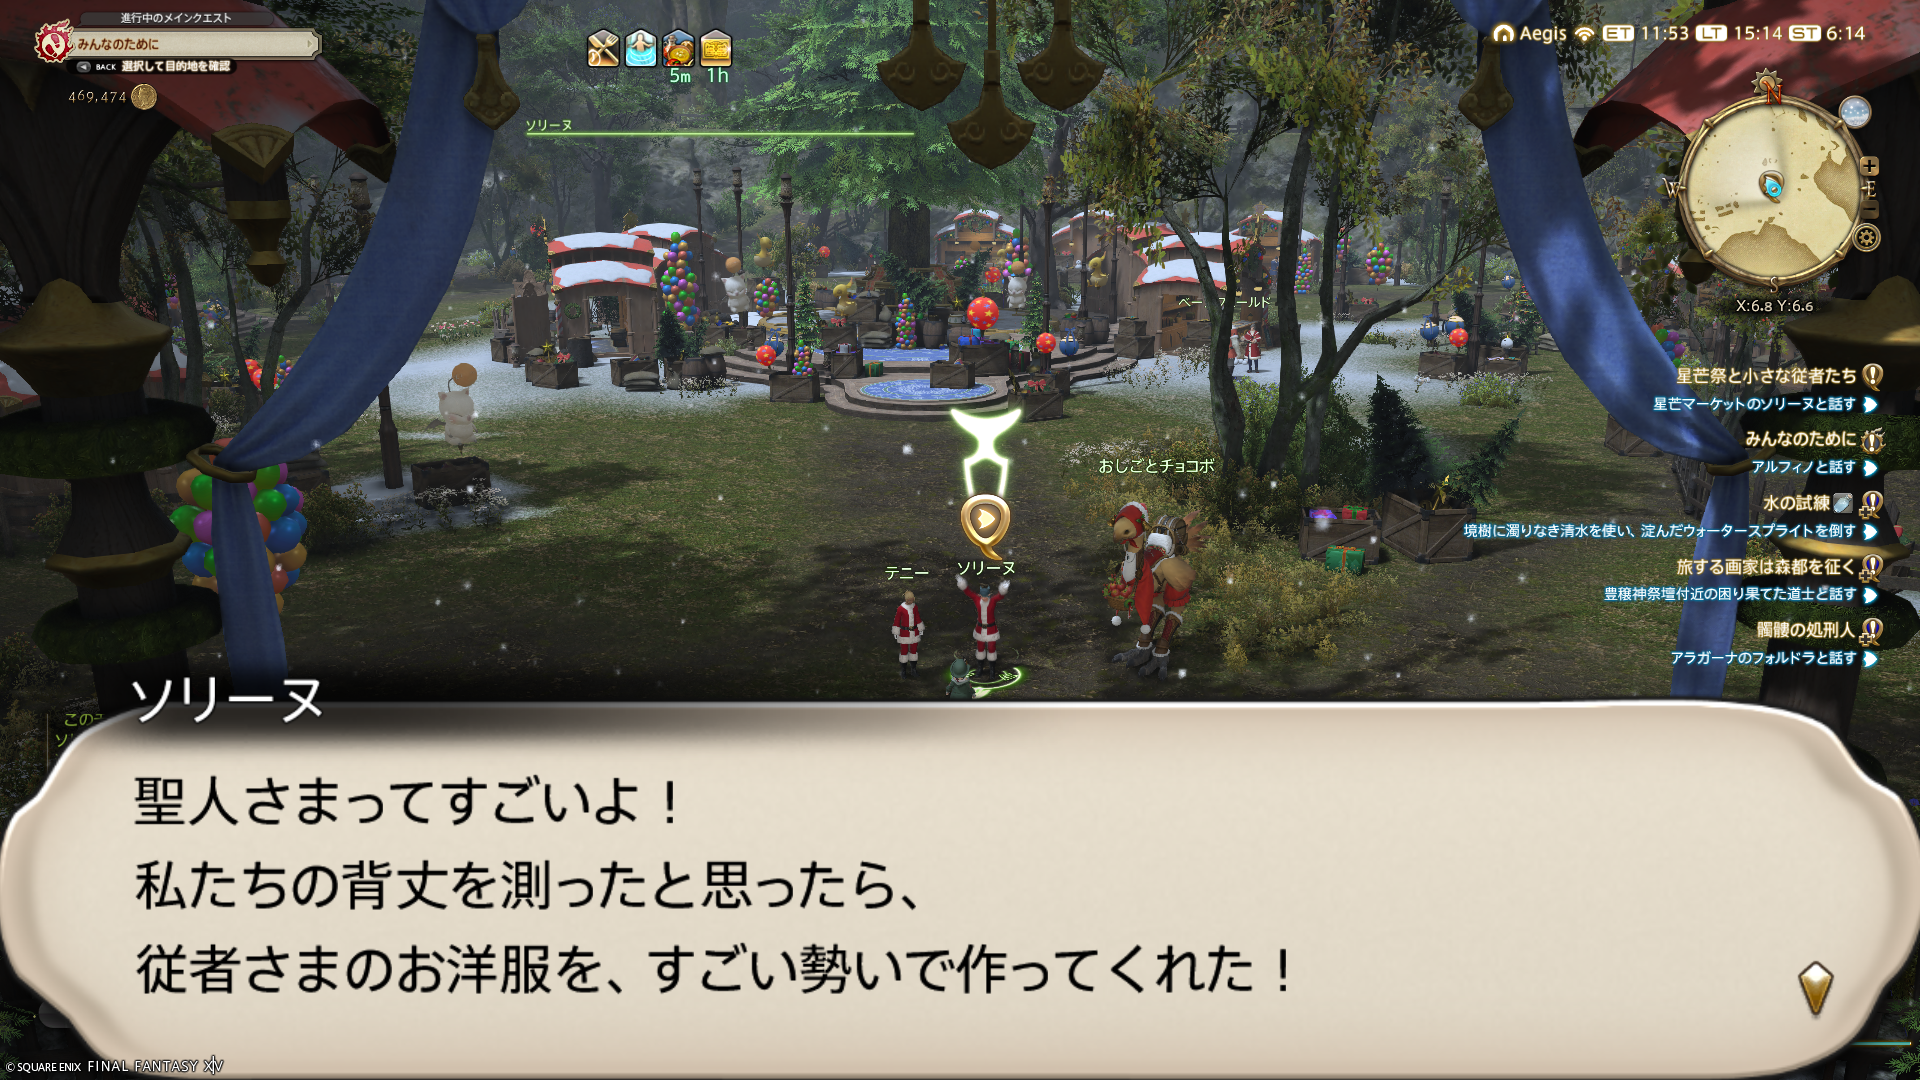 進行中のメインクエスト
みんなのために
BACK 選択して目的地を確認
469,474
5m 1h
Aegis ET 11:53 LT 15:14 ST 6:14
ソリーヌ
N
W E
S
X:6.8 Y:6.6
星芒祭と小さな従者たち
星芒マーケットのソリーヌと話す
みんなのために
アルフィノと話す
水の試練
境樹に濁りなき清水を使い、淀んだウォータースプライトを倒す
旅する画家は森都を征く
豊穣神祭壇付近の困り果てた道士と話す
髑髏の処刑人
アラガーナのフォルドラと話す
おしごとチョコボ
テニー ソリーヌ
ソリーヌ
聖人さまってすごいよ！
私たちの背丈を測ったと思ったら、
従者さまのお洋服を、すごい勢いで作ってくれた！
© SQUARE ENIX FINAL FANTASY XIV